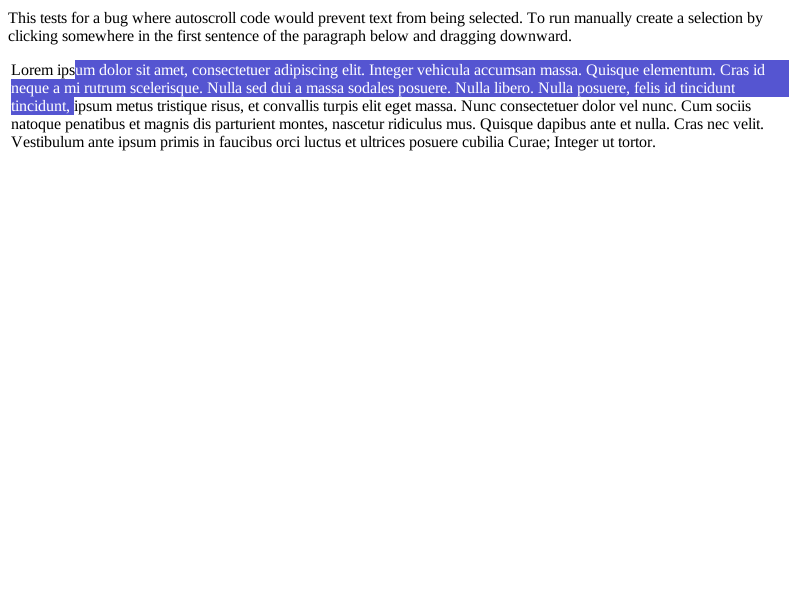 This tests for a bug where autoscroll code would prevent text from being selected. To run manually create a selection by
clicking somewhere in the first sentence of the paragraph below and dragging downward.
Lorem ipsum dolor sit amet, consectetuer adipiscing elit. Integer vehicula accumsan massa. Quisque elementum. Cras id
neque a mi rutrum scelerisque. Nulla sed dui a massa sodales posuere. Nulla libero. Nulla posuere, felis id tincidunt
tincidunt, ipsum metus tristique risus, et convallis turpis elit eget massa. Nunc consectetuer dolor vel nunc. Cum sociis
natoque penatibus et magnis dis parturient montes, nascetur ridiculus mus. Quisque dapibus ante et nulla. Cras nec velit.
Vestibulum ante ipsum primis in faucibus orci luctus et ultrices posuere cubilia Curae; Integer ut tortor.